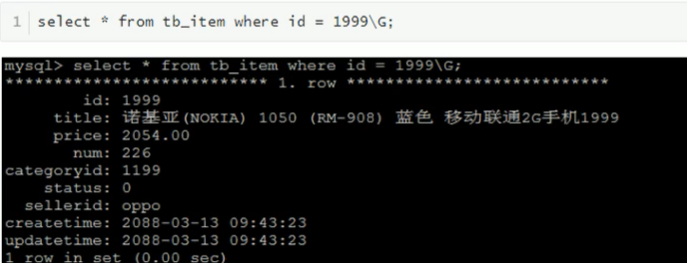 1 select * from tb_item where id = 1999\G;
mysql> select * from tb_item where id = 1999\G;
*************************** 1. row ***************************
id: 1999
title: 诺基亚(NOKIA) 1050 (RM-908) 蓝色 移动联通2G手机1999
price: 2054.00
num: 226
categoryid: 1199
status: 0
sellerid: oppo
createtime: 2088-03-13 09:43:23
updatetime: 2088-03-13 09:43:23
1 row in set (0.00 sec)